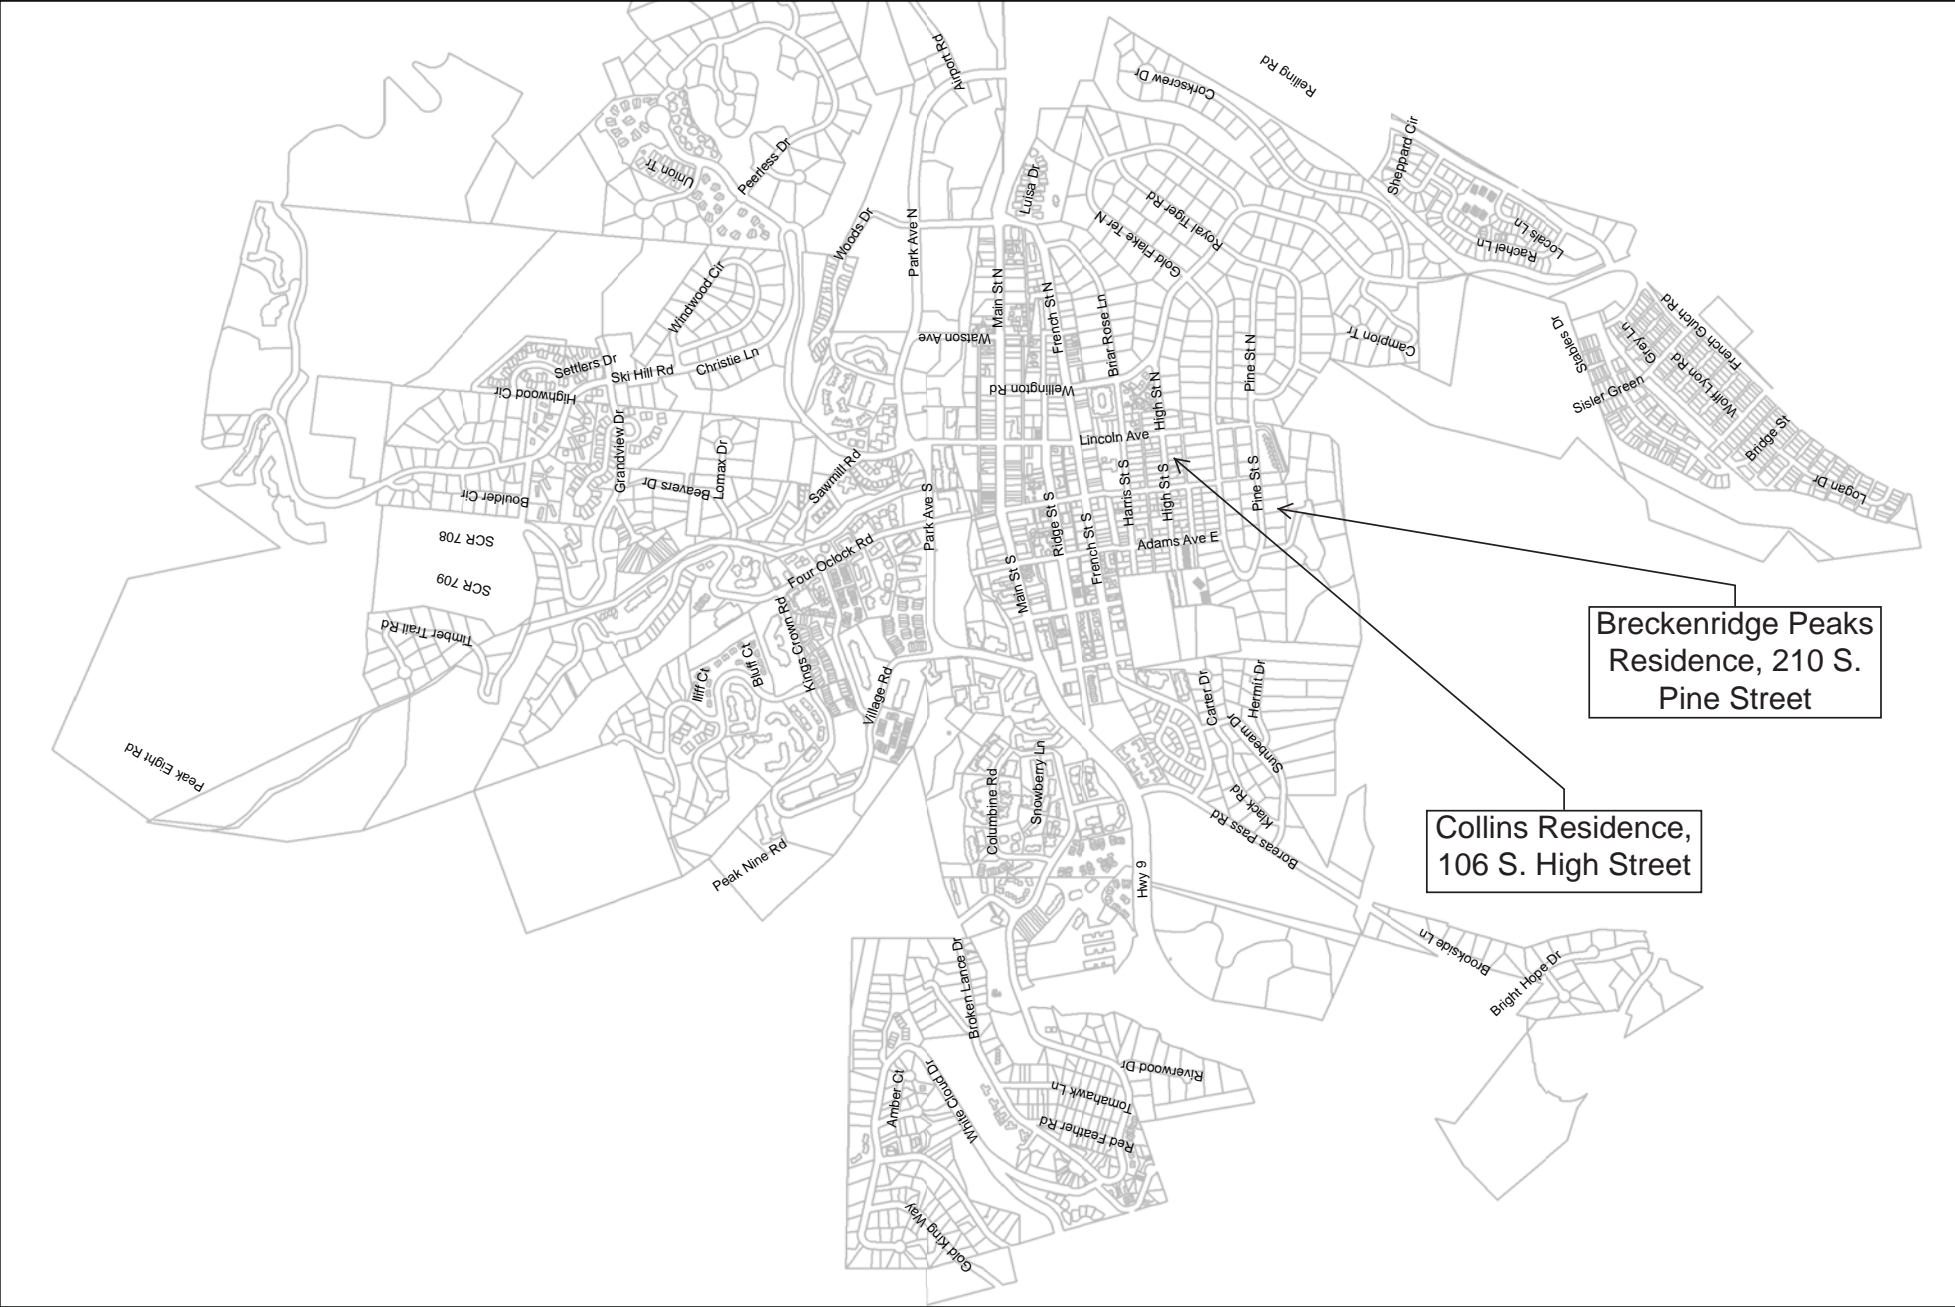 Airport Rd
Reiling Rd
Corkscrew Dr
Sheppard Cir
Union Tr
Peerless Dr
Luisa Dr
Royal Tiger Rd
Gold Flake Ter N
Locals Ln
Rachel Ln
Woods Dr
Park Ave N
Windwood Cir
Main St N
French St N
Briar Rose Ln
Watson Ave
Pine St N
Campion Tr
Stables Dr
Grey Ln
French Gulch Rd
Wolff Lyon Rd
Sisler Green
Bridge St
Logan Dr
Settlers Dr
Ski Hill Rd
Christie Ln
Highwood Cir
Wellington Rd
High St N
Grandview Dr
Lincoln Ave
Lomax Dr
Beavers Dr
Sawmill Rd
Boulder Cir
Park Ave S
Ridge St S
French St S
Harris St S
High St S
Pine St S
Adams Ave E
SCR 708
SCR 709
Four Oclock Rd
Main St S
Timber Trail Rd
Kings Crown Rd
Bluff Ct
Iliff Ct
Village Rd
Carter Dr
Hermit Dr
Sunbeam Dr
Klack Rd
Boreas Pass Rd
Breckenridge Peaks
Residence, 210 S.
Pine Street
Collins Residence,
106 S. High Street
Peak Eight Rd
Peak Nine Rd
Columbine Rd
Snowberry Ln
Hwy 9
Brookside Ln
Bright Hope Dr
Broken Lance Dr
White Cloud Dr
Amber Ct
Riverwood Dr
Tomahawk Ln
Red Feather Rd
Gold King Way